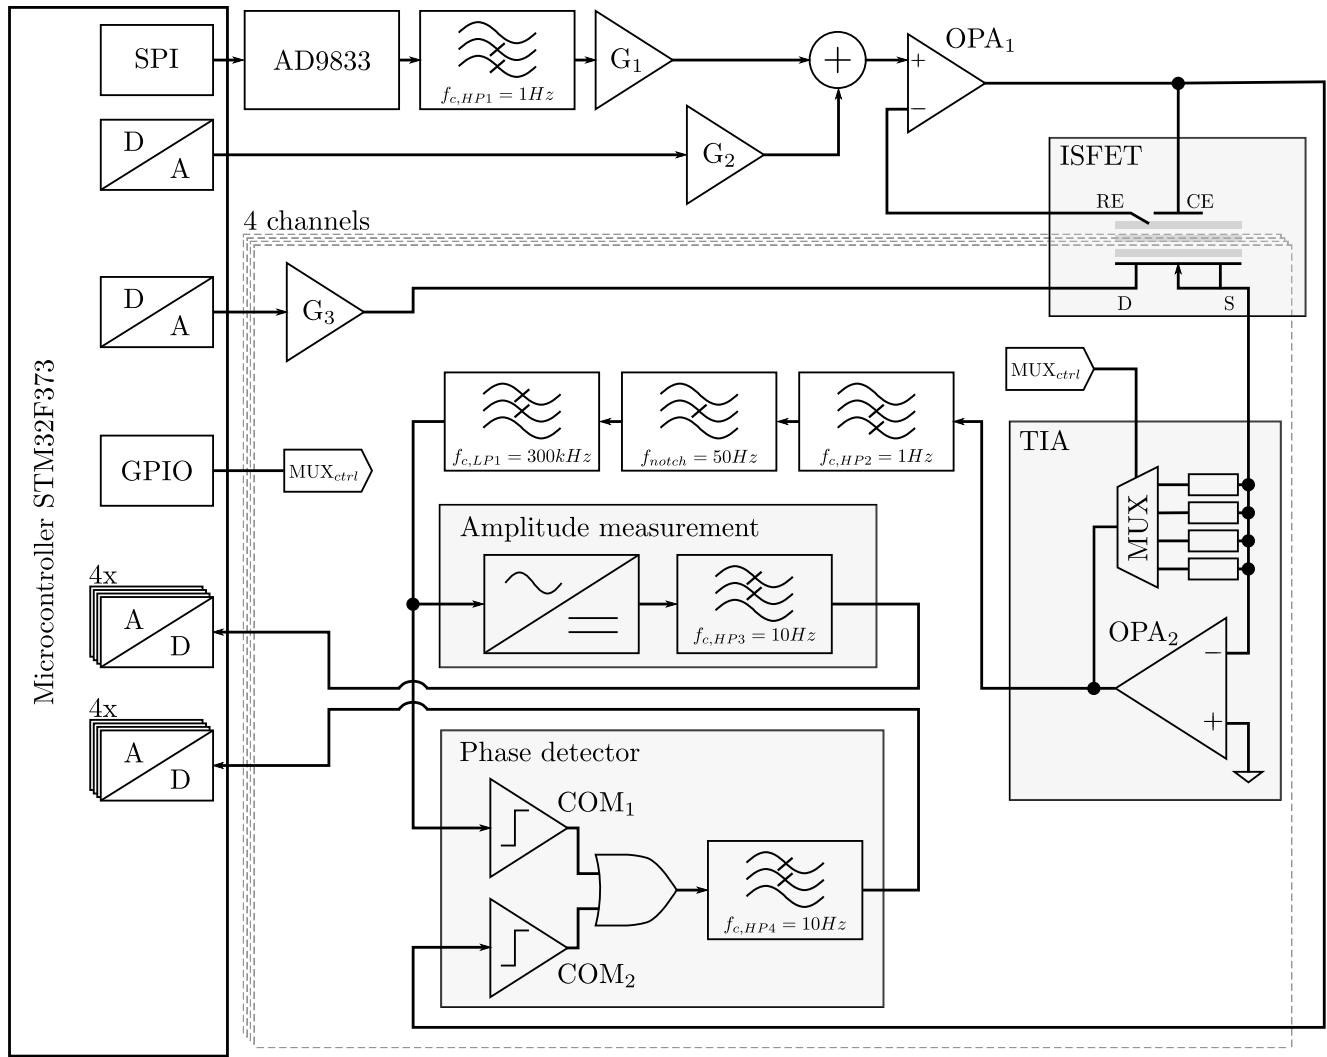 SPI
AD9833
f_{c,HP1} = 1Hz
G₁
+
OPA₁
+
−
D
A
G₂
ISFET
RE
CE
4 channels
D
A
G₃
D
S
MUX_{ctrl}
f_{c,LP1} = 300kHz
f_{notch} = 50Hz
f_{c,HP2} = 1Hz
TIA
MUX
Microcontroller STM32F373
GPIO
MUX_{ctrl}
Amplitude measurement
f_{c,HP3} = 10Hz
4x
A
D
OPA₂
−
+
4x
A
D
Phase detector
COM₁
f_{c,HP4} = 10Hz
COM₂